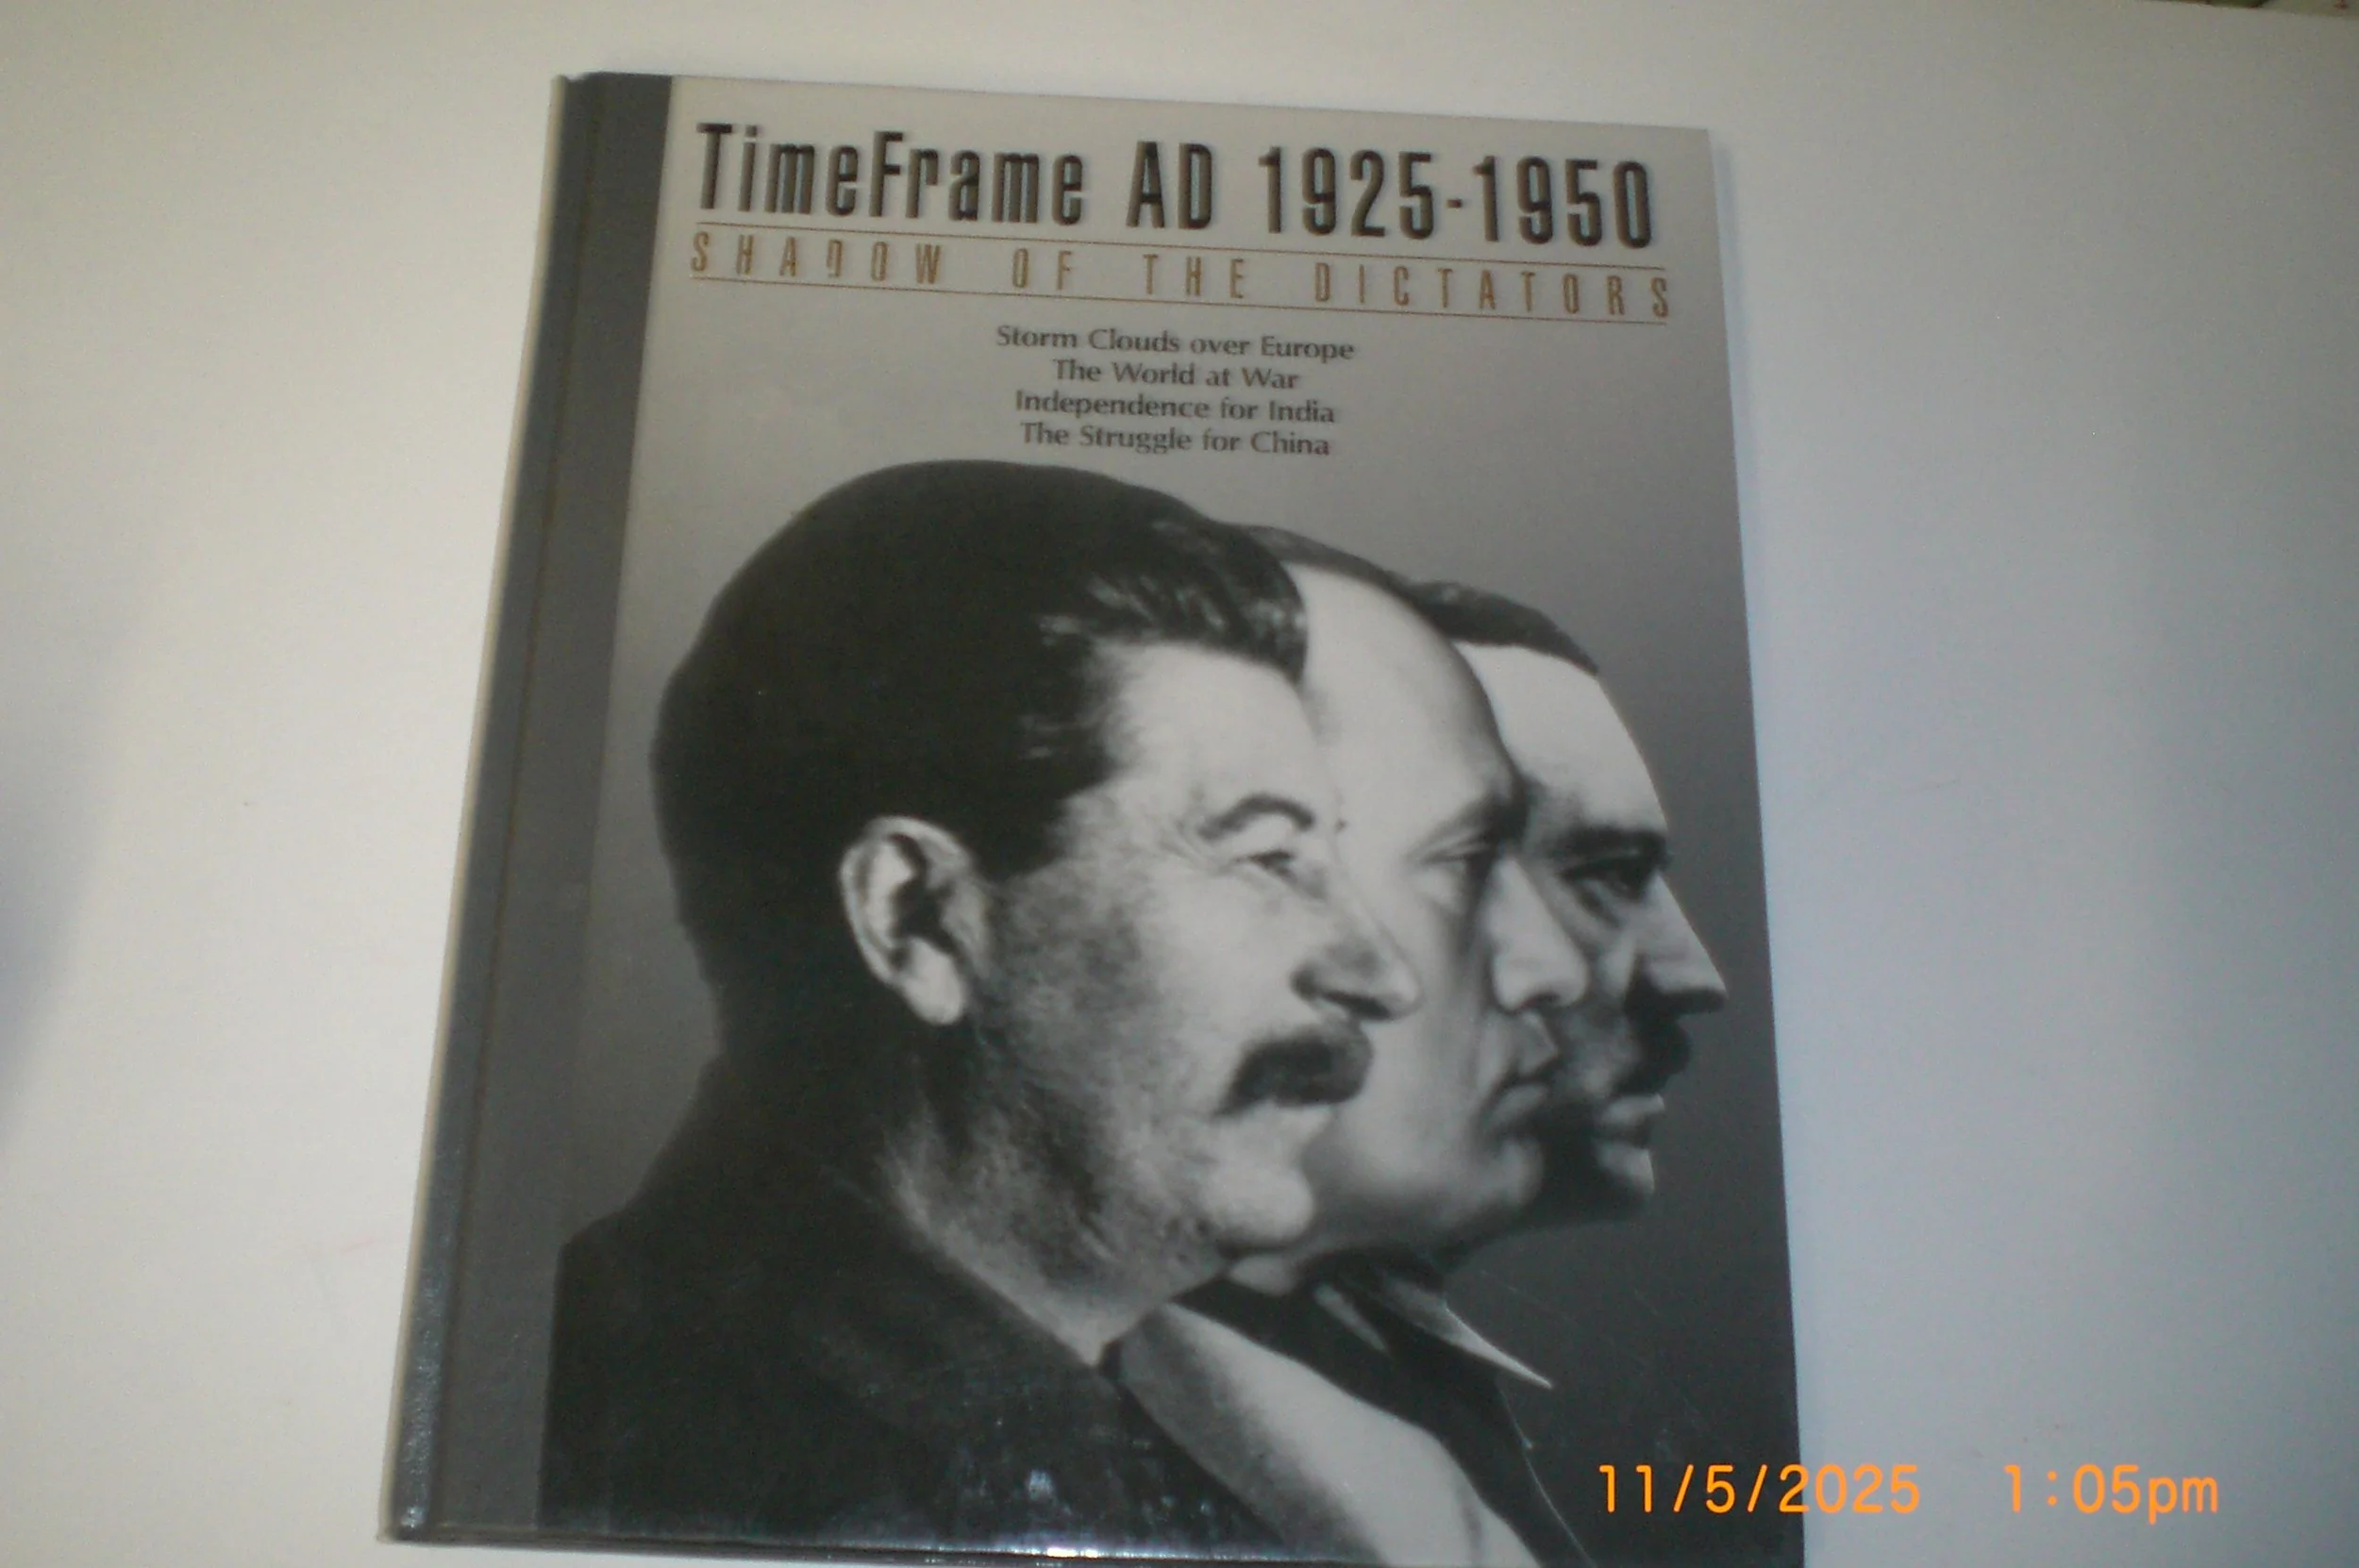 TimeFrame AD 1925-1950
SHADOW OF THE DICTATORS
Storm Clouds over Europe
The World at War
Independence for India
The Struggle for China
11/5/2025 1:05pm